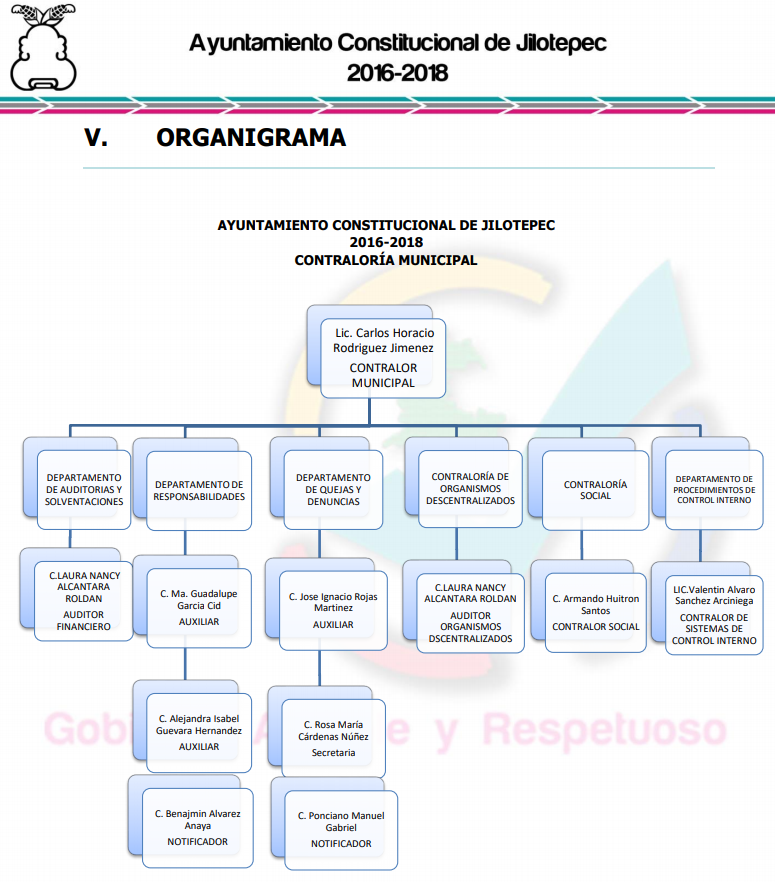 Ayuntamiento Constitucional de Jilotepec
2016-2018
V. ORGANIGRAMA
AYUNTAMIENTO CONSTITUCIONAL DE JILOTEPEC
2016-2018
CONTRALORÍA MUNICIPAL
Lic. Carlos Horacio
Rodriguez Jimenez
CONTRALOR
MUNICIPAL
DEPARTAMENTO
DE AUDITORIAS Y
SOLVENTACIONES
DEPARTAMENTO DE
RESPONSABILIDADES
DEPARTAMENTO
DE QUEJAS Y
DENUNCIAS
CONTRALORÍA DE
ORGANISMOS
DESCENTRALIZADOS
CONTRALORÍA
SOCIAL
DEPARTAMENTO DE
PROCEDIMIENTOS DE
CONTROL INTERNO
C.LAURA NANCY
ALCANTARA
ROLDAN
AUDITOR
FINANCIERO
C. Ma. Guadalupe
Garcia Cid
AUXILIAR
C. Jose Ignacio Rojas
Martinez
AUXILIAR
C.LAURA NANCY
ALCANTARA ROLDAN
AUDITOR
ORGANISMOS
DSCENTRALIZADOS
C. Armando Huitron
Santos
CONTRALOR SOCIAL
LIC.Valentin Alvaro
Sanchez Arciniega
CONTRALOR DE
SISTEMAS DE
CONTROL INTERNO
C. Alejandra Isabel
Guevara Hernandez
AUXILIAR
C. Rosa María
Cárdenas Núñez
Secretaria
C. Benajmin Alvarez
Anaya
NOTIFICADOR
C. Ponciano Manuel
Gabriel
NOTIFICADOR
y Respetuoso